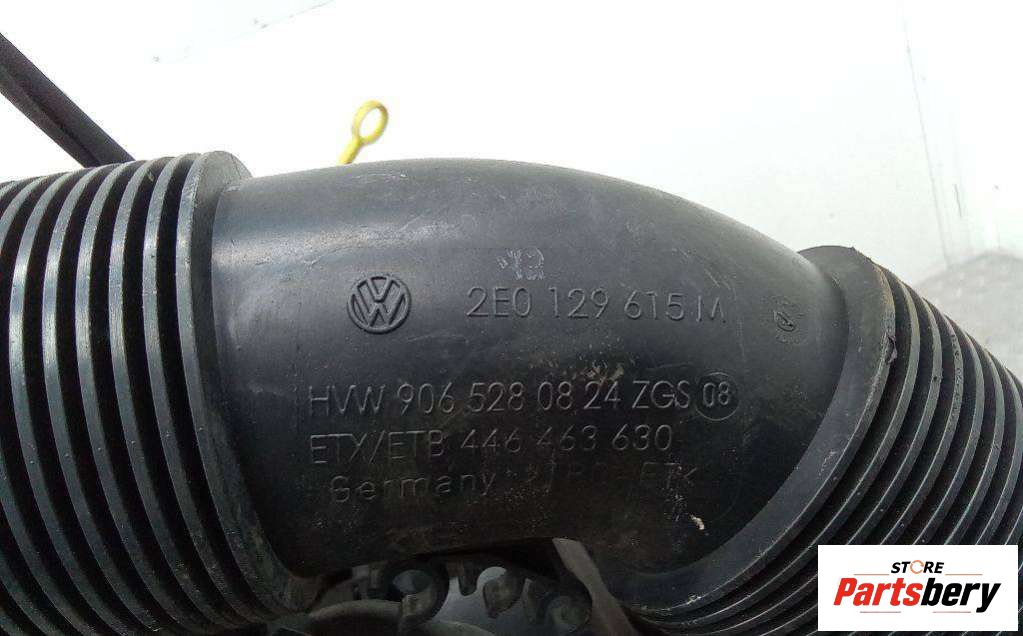 2E0 129 615 M
HVW 906 528 08 24 ZGS 08
ETX/ETB 446 463 630
Germany
STORE
Partsbery